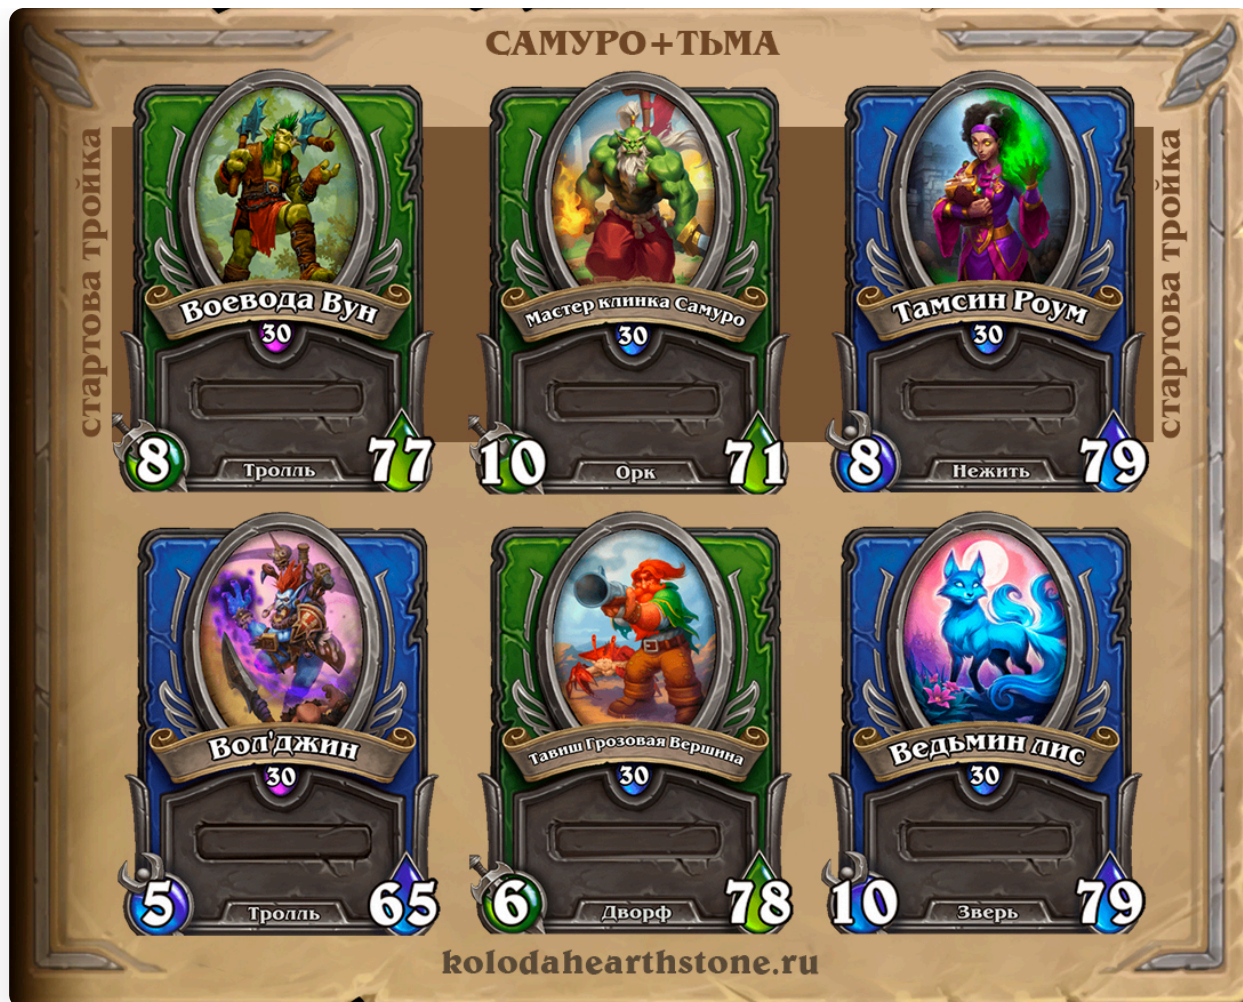 САМУРО+ТЬМА
стартова тройка
стартова тройка
Воевода Вун
30
8
Тролль
77
Мастер клинка Самуро
30
10
Орк
71
Тамсин Роум
30
8
Нежить
79
Вол'джин
30
5
Тролль
65
Тавиш Грозовая Вершина
30
6
Дворф
78
Ведьмин лис
30
10
Зверь
79
kolodahearthstone.ru